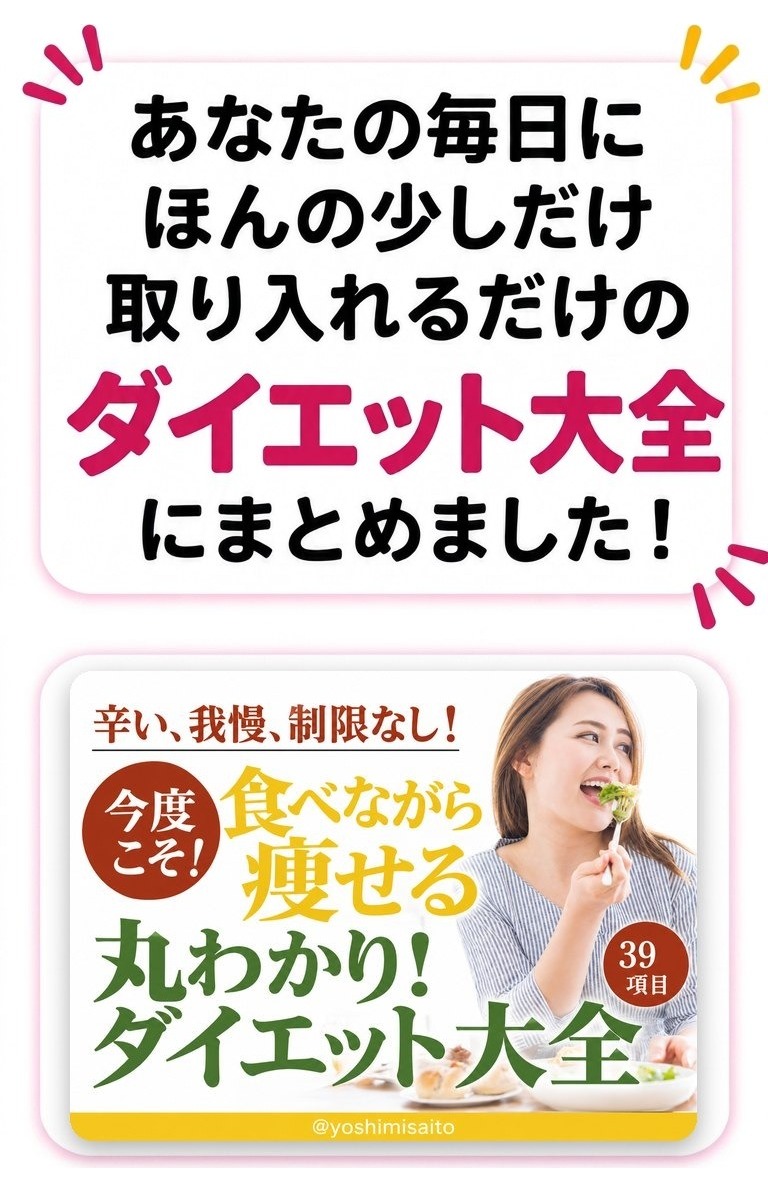 あなたの毎日に
ほんの少しだけ
取り入れるだけの
ダイエット大全
にまとめました！
辛い、我慢、制限なし！
今度
こそ！
食べながら
痩せる
丸わかり！
39
項目
ダイエット大全
@yoshimisaito